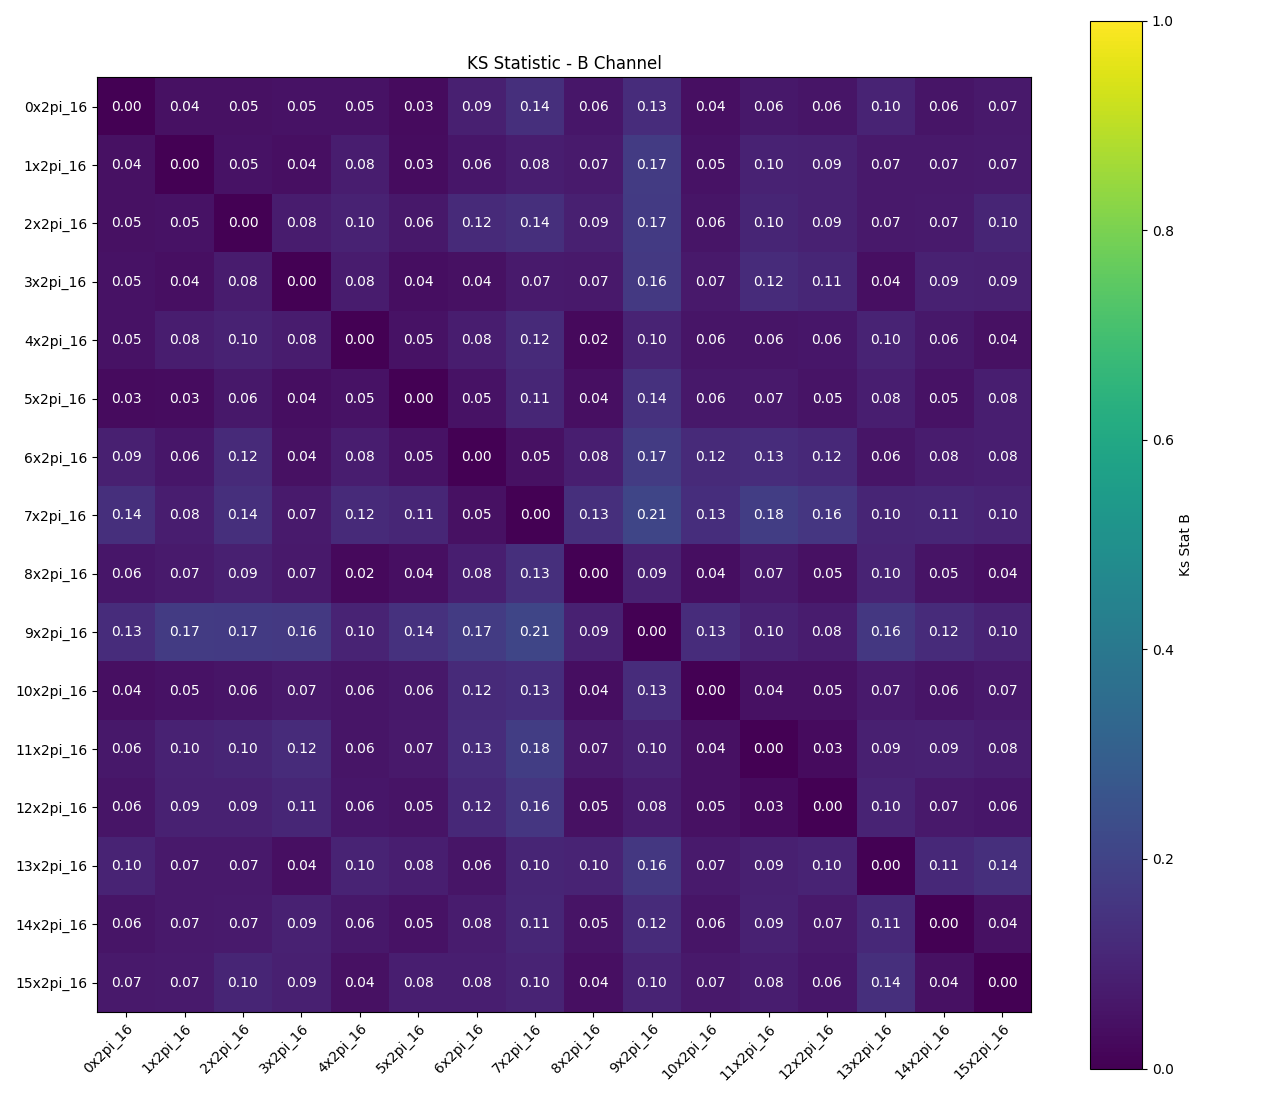 KS Statistic - B Channel
0x2pi_16 0.00 0.04 0.05 0.05 0.05 0.03 0.09 0.14 0.06 0.13 0.04 0.06 0.06 0.10 0.06 0.07
1x2pi_16 0.04 0.00 0.05 0.04 0.08 0.03 0.06 0.08 0.07 0.17 0.05 0.10 0.09 0.07 0.07 0.07
2x2pi_16 0.05 0.05 0.00 0.08 0.10 0.06 0.12 0.14 0.09 0.17 0.06 0.10 0.09 0.07 0.07 0.10
3x2pi_16 0.05 0.04 0.08 0.00 0.08 0.04 0.04 0.07 0.07 0.16 0.07 0.12 0.11 0.04 0.09 0.09
4x2pi_16 0.05 0.08 0.10 0.08 0.00 0.05 0.08 0.12 0.02 0.10 0.06 0.06 0.06 0.10 0.06 0.04
5x2pi_16 0.03 0.03 0.06 0.04 0.05 0.00 0.05 0.11 0.04 0.14 0.06 0.07 0.05 0.08 0.05 0.08
6x2pi_16 0.09 0.06 0.12 0.04 0.08 0.05 0.00 0.05 0.08 0.17 0.12 0.13 0.12 0.06 0.08 0.08
7x2pi_16 0.14 0.08 0.14 0.07 0.12 0.11 0.05 0.00 0.13 0.21 0.13 0.18 0.16 0.10 0.11 0.10
8x2pi_16 0.06 0.07 0.09 0.07 0.02 0.04 0.08 0.13 0.00 0.09 0.04 0.07 0.05 0.10 0.05 0.04
9x2pi_16 0.13 0.17 0.17 0.16 0.10 0.14 0.17 0.21 0.09 0.00 0.13 0.10 0.08 0.16 0.12 0.10
10x2pi_16 0.04 0.05 0.06 0.07 0.06 0.06 0.12 0.13 0.04 0.13 0.00 0.04 0.05 0.07 0.06 0.07
11x2pi_16 0.06 0.10 0.10 0.12 0.06 0.07 0.13 0.18 0.07 0.10 0.04 0.00 0.03 0.09 0.09 0.08
12x2pi_16 0.06 0.09 0.09 0.11 0.06 0.05 0.12 0.16 0.05 0.08 0.05 0.03 0.00 0.10 0.07 0.06
13x2pi_16 0.10 0.07 0.07 0.04 0.10 0.08 0.06 0.10 0.10 0.16 0.07 0.09 0.10 0.00 0.11 0.14
14x2pi_16 0.06 0.07 0.07 0.09 0.06 0.05 0.08 0.11 0.05 0.12 0.06 0.09 0.07 0.11 0.00 0.04
15x2pi_16 0.07 0.07 0.10 0.09 0.04 0.08 0.08 0.10 0.04 0.10 0.07 0.08 0.06 0.14 0.04 0.00
0x2pi_16 1x2pi_16 2x2pi_16 3x2pi_16 4x2pi_16 5x2pi_16 6x2pi_16 7x2pi_16 8x2pi_16 9x2pi_16 10x2pi_16 11x2pi_16 12x2pi_16 13x2pi_16 14x2pi_16 15x2pi_16
1.0
0.8
0.6
0.4
0.2
0.0
Ks Stat B